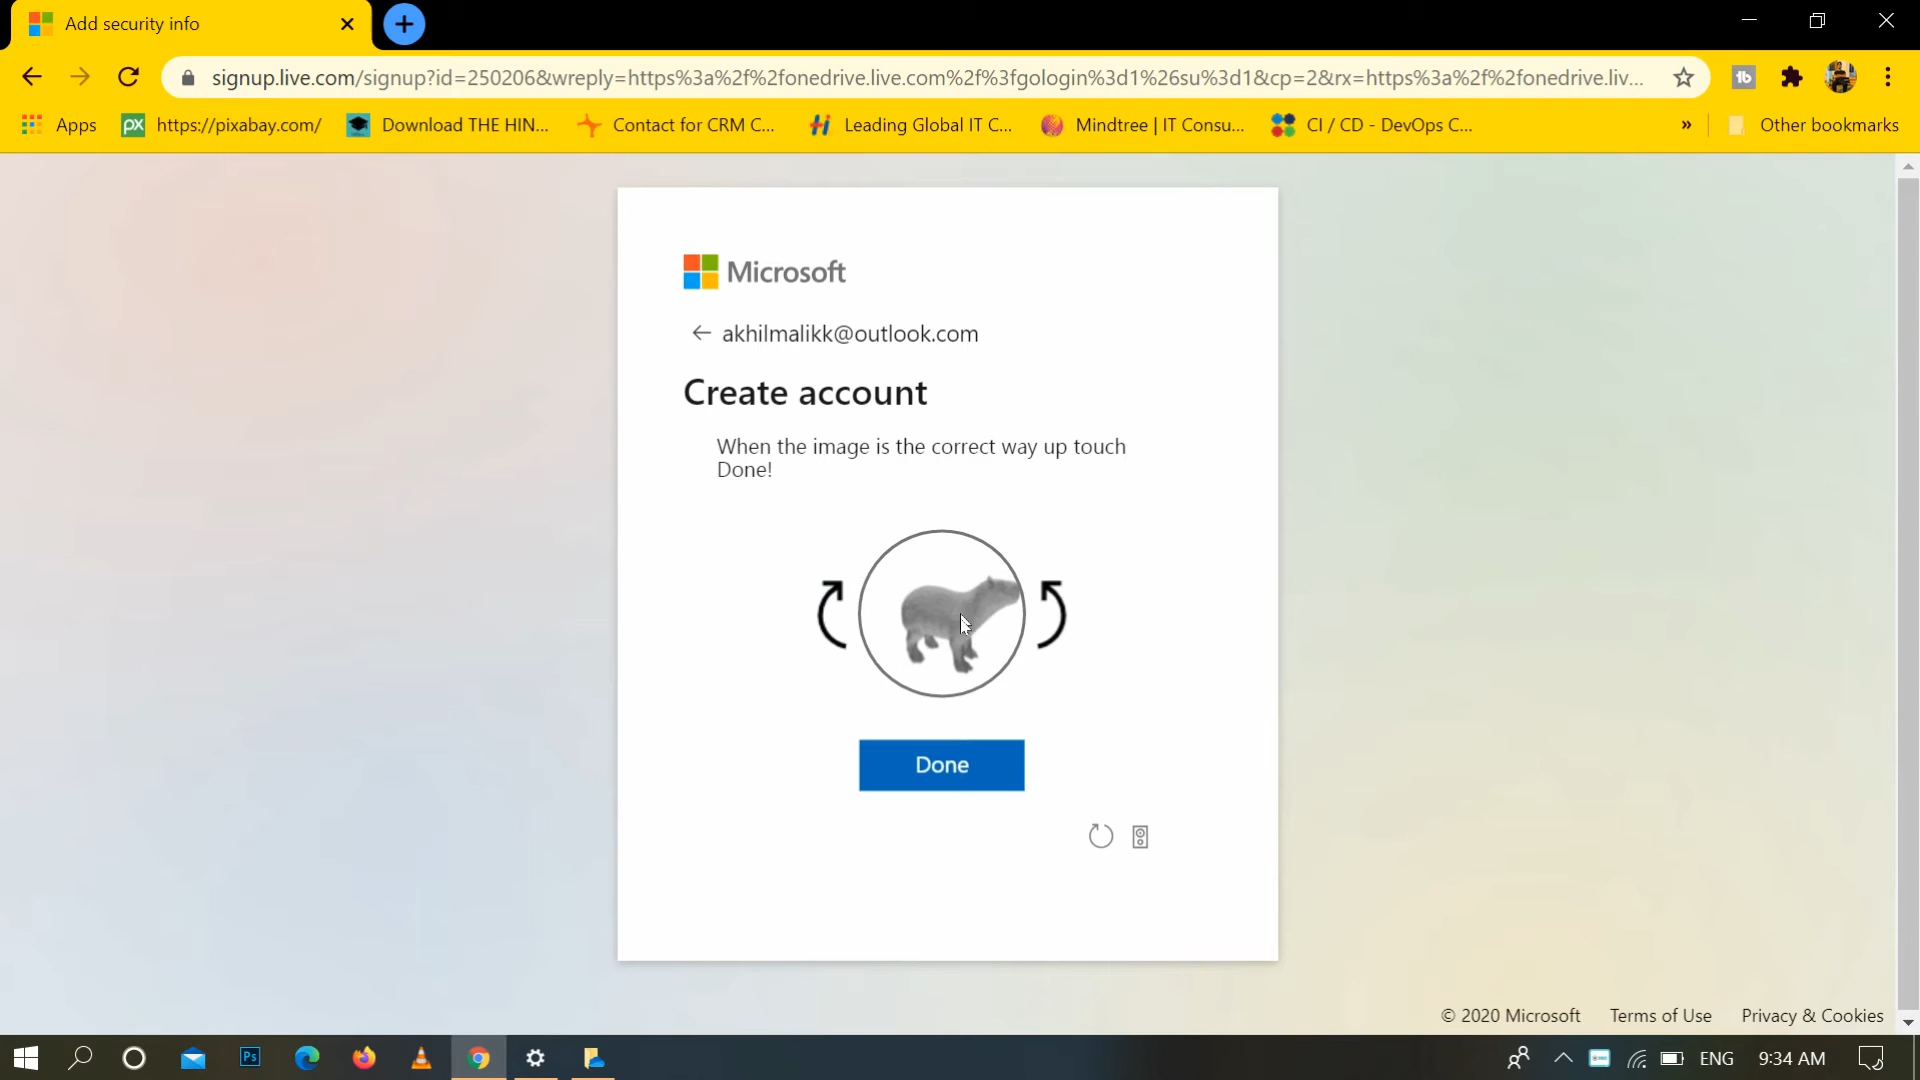 Add security info
signup.live.com/signup?id=250206&wreply=https%3a%2f%2fonedrive.live.com%2f%3fgologin%3d1%26su%3d1&cp=2&rx=https%3a%2f%2fonedrive.liv...
Apps https://pixabay.com/ Download THE HIN... Contact for CRM C... Leading Global IT C... Mindtree | IT Consu... CI / CD - DevOps C... » Other bookmarks
Microsoft
akhilmalikk@outlook.com
Create account
When the image is the correct way up touch
Done!
Done
© 2020 Microsoft Terms of Use Privacy & Cookies
Ps ENG 9:34 AM